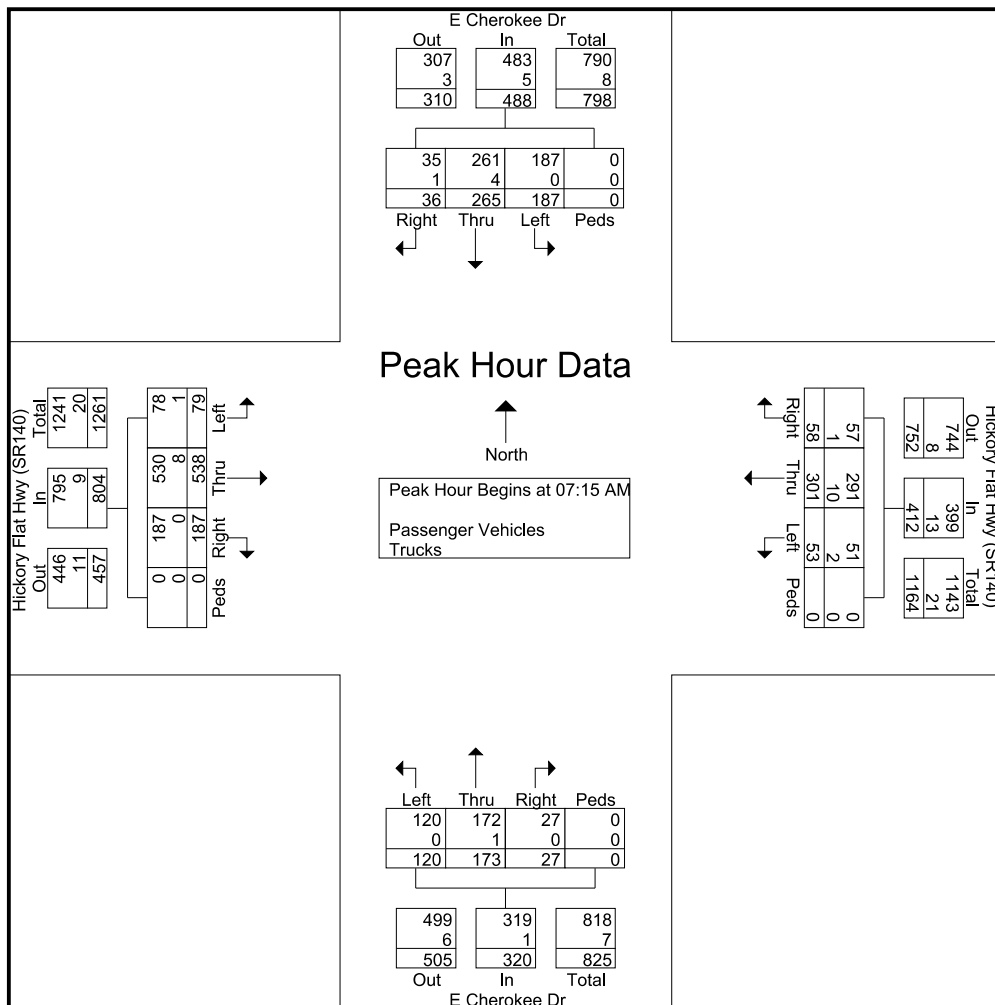 E Cherokee Dr
Out In Total
307 483 790
3 5 8
310 488 798
35 261 187 0
1 4 0 0
36 265 187 0
Right Thru Left Peds
Peak Hour Data
North
Peak Hour Begins at 07:15 AM
Passenger Vehicles
Trucks
Hickory Flat Hwy (SR140)
Out In Total
446 795 1241
11 9 20
457 804 1261
Peds Right Thru Left
0 187 530 78
0 0 8 1
0 187 538 79
Hickory Flat Hwy (SR140)
Out In Total
744 399 1143
8 13 21
752 412 1164
57 291 51 0
1 10 2 0
58 301 53 0
Right Thru Left Peds
Left Thru Right Peds
120 172 27 0
0 1 0 0
120 173 27 0
499 319 818
6 1 7
505 320 825
Out In Total
E Cherokee Dr